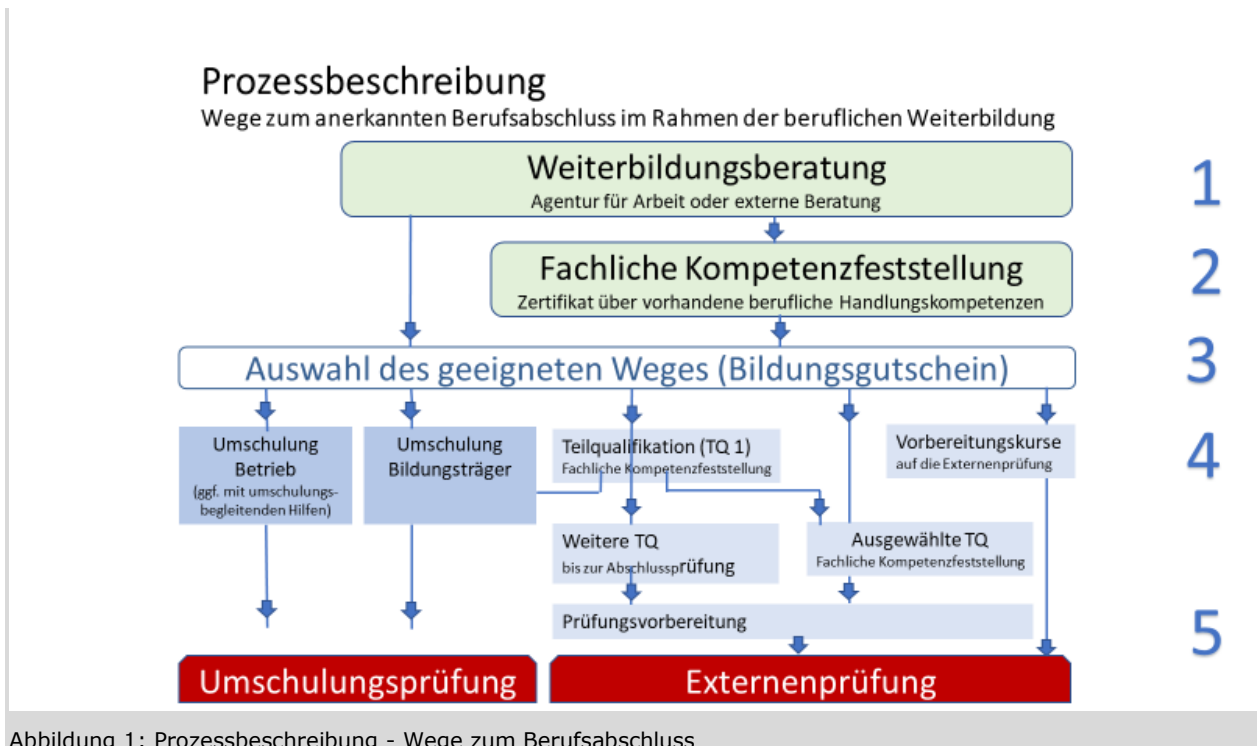 Prozessbeschreibung
Wege zum anerkannten Berufsabschluss im Rahmen der beruflichen Weiterbildung
Weiterbildungsberatung
Agentur für Arbeit oder externe Beratung
1
Fachliche Kompetenzfeststellung
Zertifikat über vorhandene berufliche Handlungskompetenzen
2
Auswahl des geeigneten Weges (Bildungsgutschein)
3
Umschulung
Betrieb
(ggf. mit umschulungs-
begleitenden Hilfen)
Umschulung
Bildungsträger
Teilqualifikation (TQ 1)
Fachliche Kompetenzfeststellung
Vorbereitungskurse
auf die Externenprüfung
4
Weitere TQ
bis zur Abschlussprüfung
Ausgewählte TQ
Fachliche Kompetenzfeststellung
Prüfungsvorbereitung
5
Umschulungsprüfung
Externenprüfung
Abbildung 1: Prozessbeschreibung - Wege zum Berufsabschluss